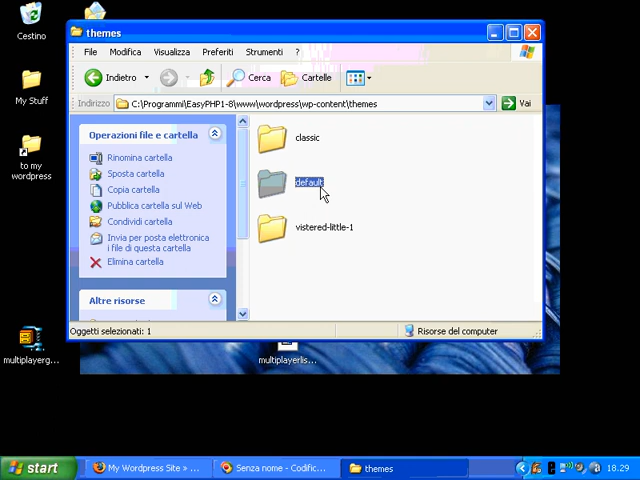 Cestino
My Stuff
to my
wordpress
multiplayerg...
themes
File Modifica Visualizza Preferiti Strumenti ?
Indietro Cerca Cartelle
Indirizzo C:\Programmi\EasyPHP1-8\www\wordpress\wp-content\themes Vai
Operazioni file e cartella
Rinomina cartella
Sposta cartella
Copia cartella
Pubblica cartella sul Web
Condividi cartella
Invia per posta elettronica
i file di questa cartella
Elimina cartella
Altre risorse
classic
default
vistered-little-1
Oggetti selezionati: 1 Risorse del computer
multiplayerlis...
start My Wordpress Site » ... Senza nome - Codific... themes 18.29